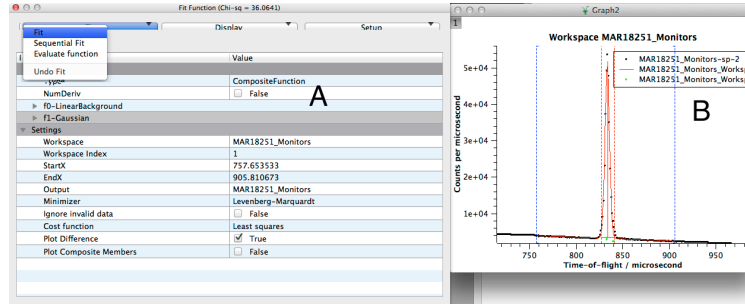 Fit Function (Chi-sq = 36.0641)
Display
Setup
Fit
Sequential Fit
Evaluate function
Undo Fit
Value
Type
CompositeFunction
NumDeriv
False
f0-LinearBackground
f1-Gaussian
Settings
Workspace
MAR18251_Monitors
Workspace Index
1
StartX
757.653533
EndX
905.810673
Output
MAR18251_Monitors
Minimizer
Levenberg-Marquardt
Ignore invalid data
False
Cost function
Least squares
Plot Difference
True
Plot Composite Members
False
A
Graph2
1
Workspace MAR18251_Monitors
MAR18251_Monitors-sp-2
MAR18251_Monitors_Worksp
MAR18251_Monitors_Worksp
B
Counts per microsecond
5e+04
4e+04
3e+04
2e+04
1e+04
750
800
850
900
950
Time-of-flight / microsecond